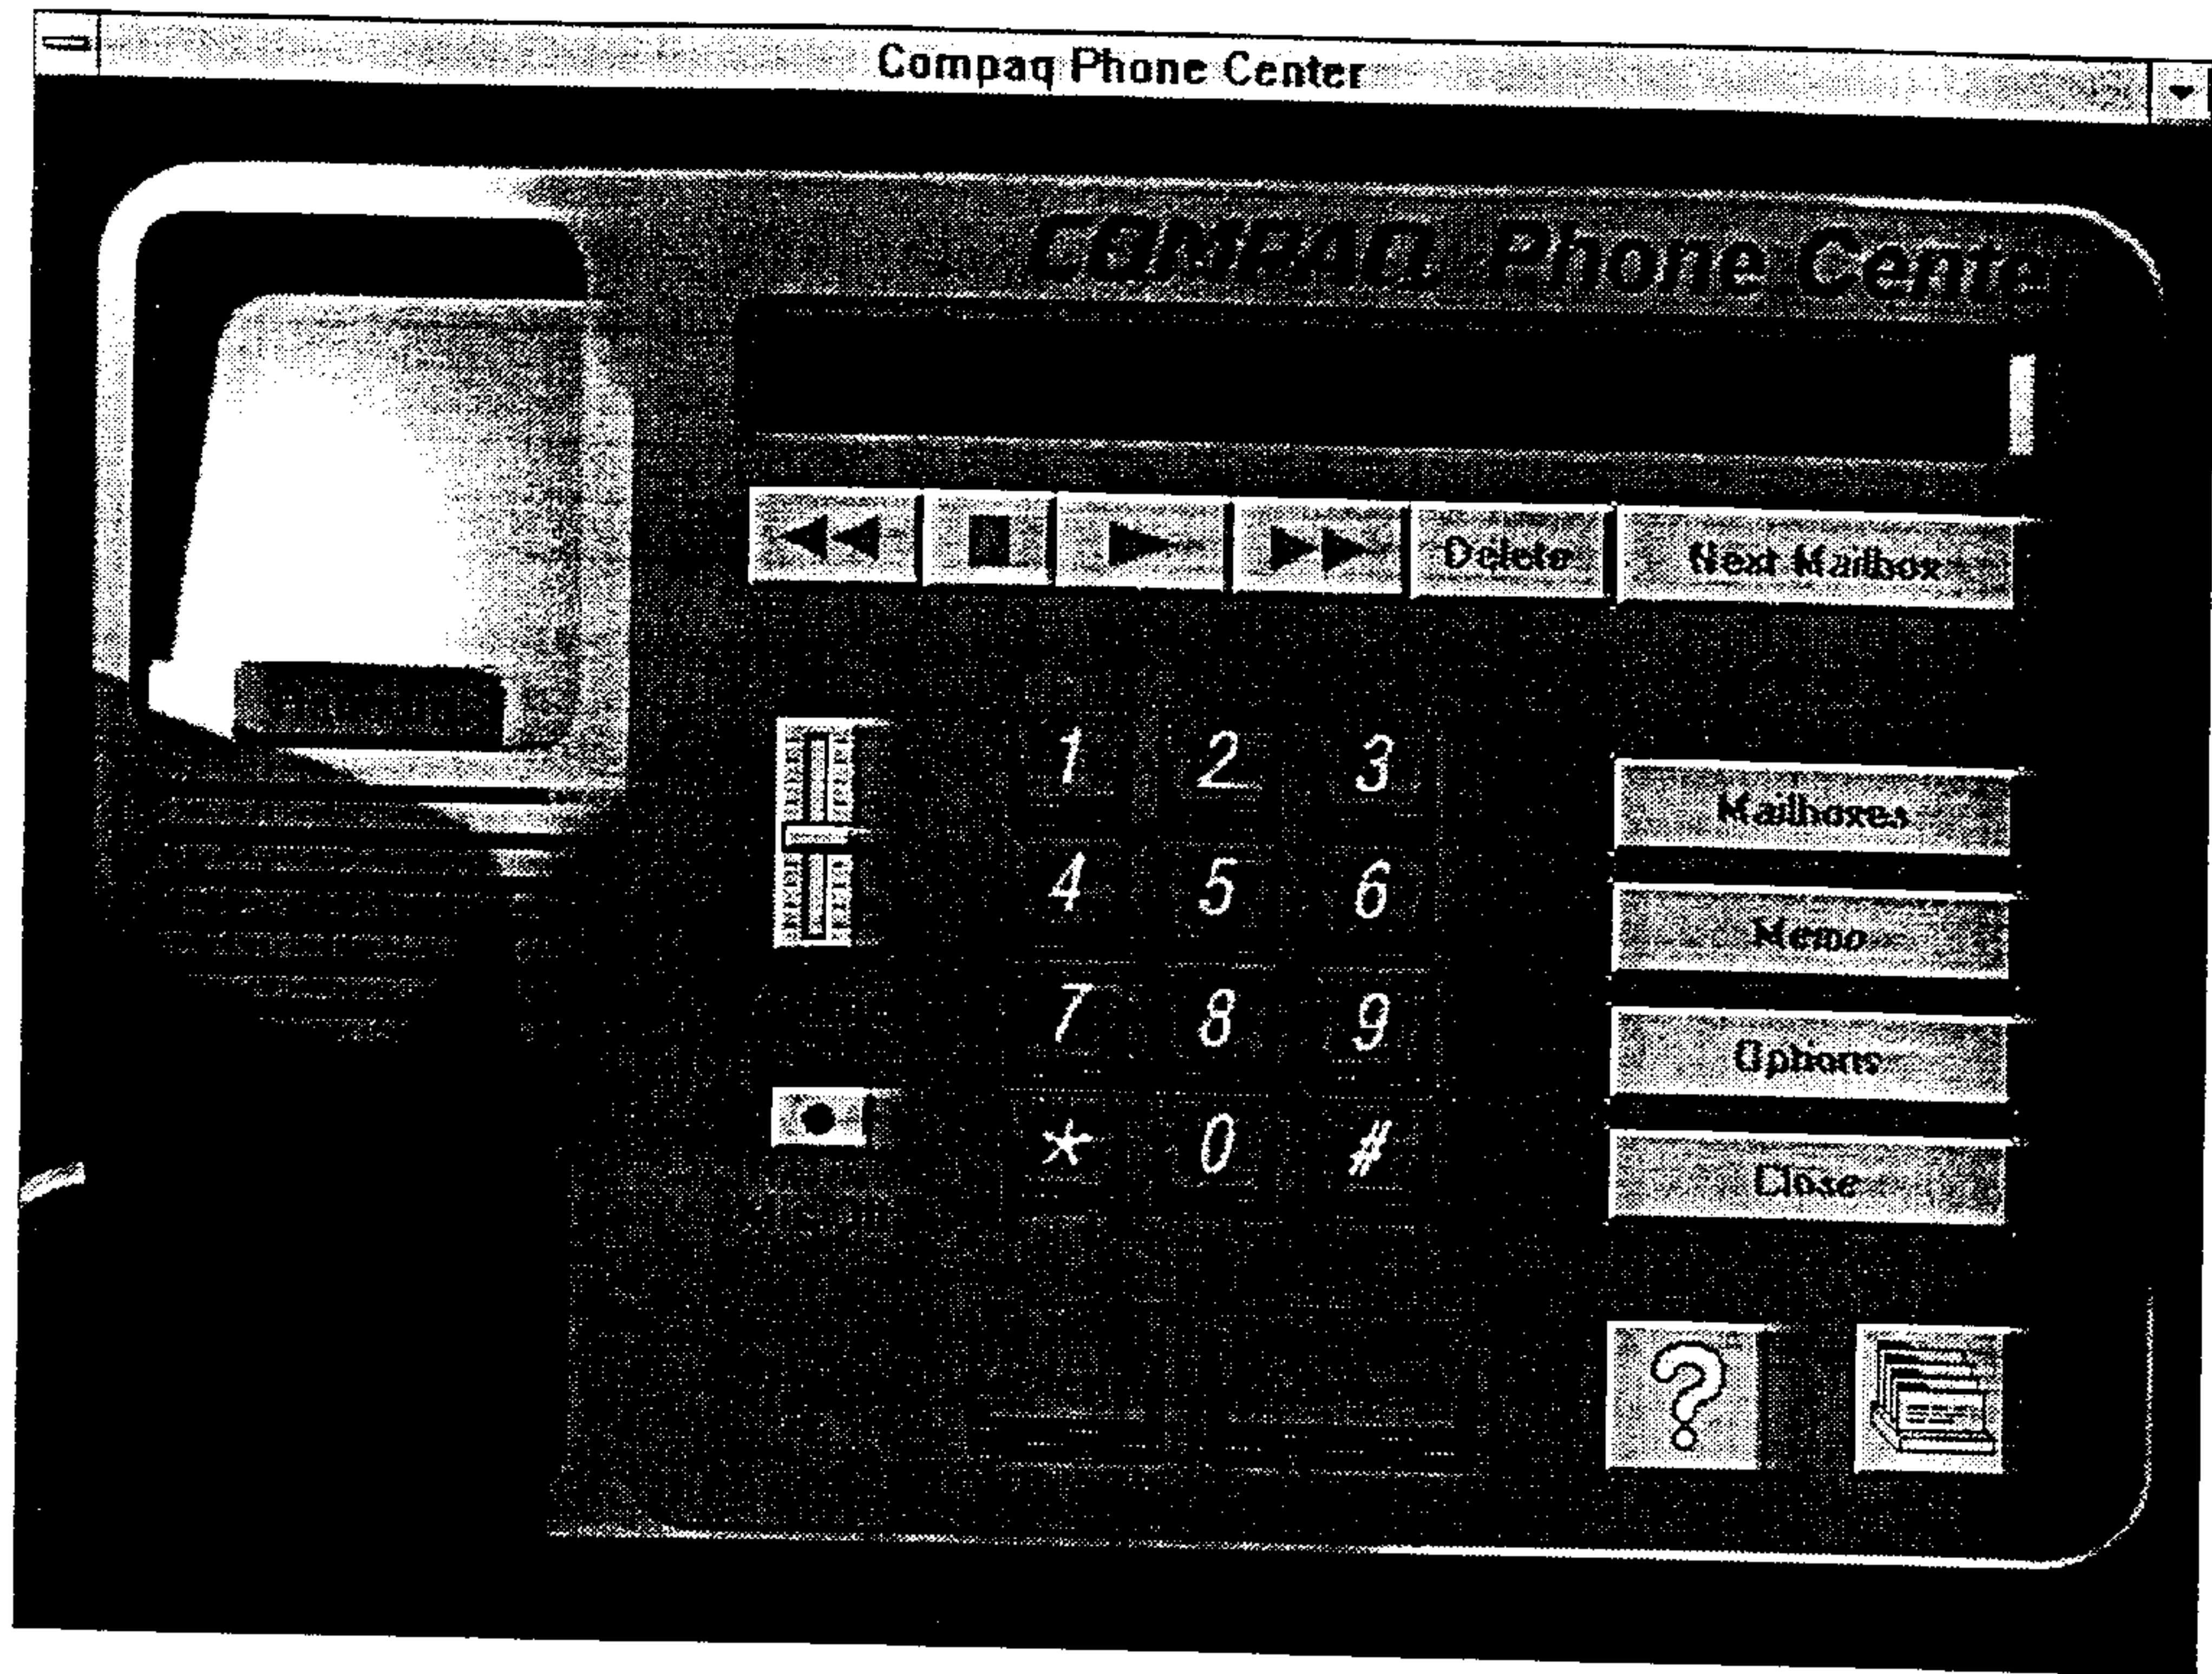 Compaq Phone Center
COMPAQ Phone Center
Delete Next Mailbox
1 2 3
Mailboxes
4 5 6
Memo
7 8 9
Options
* 0 #
Close
?